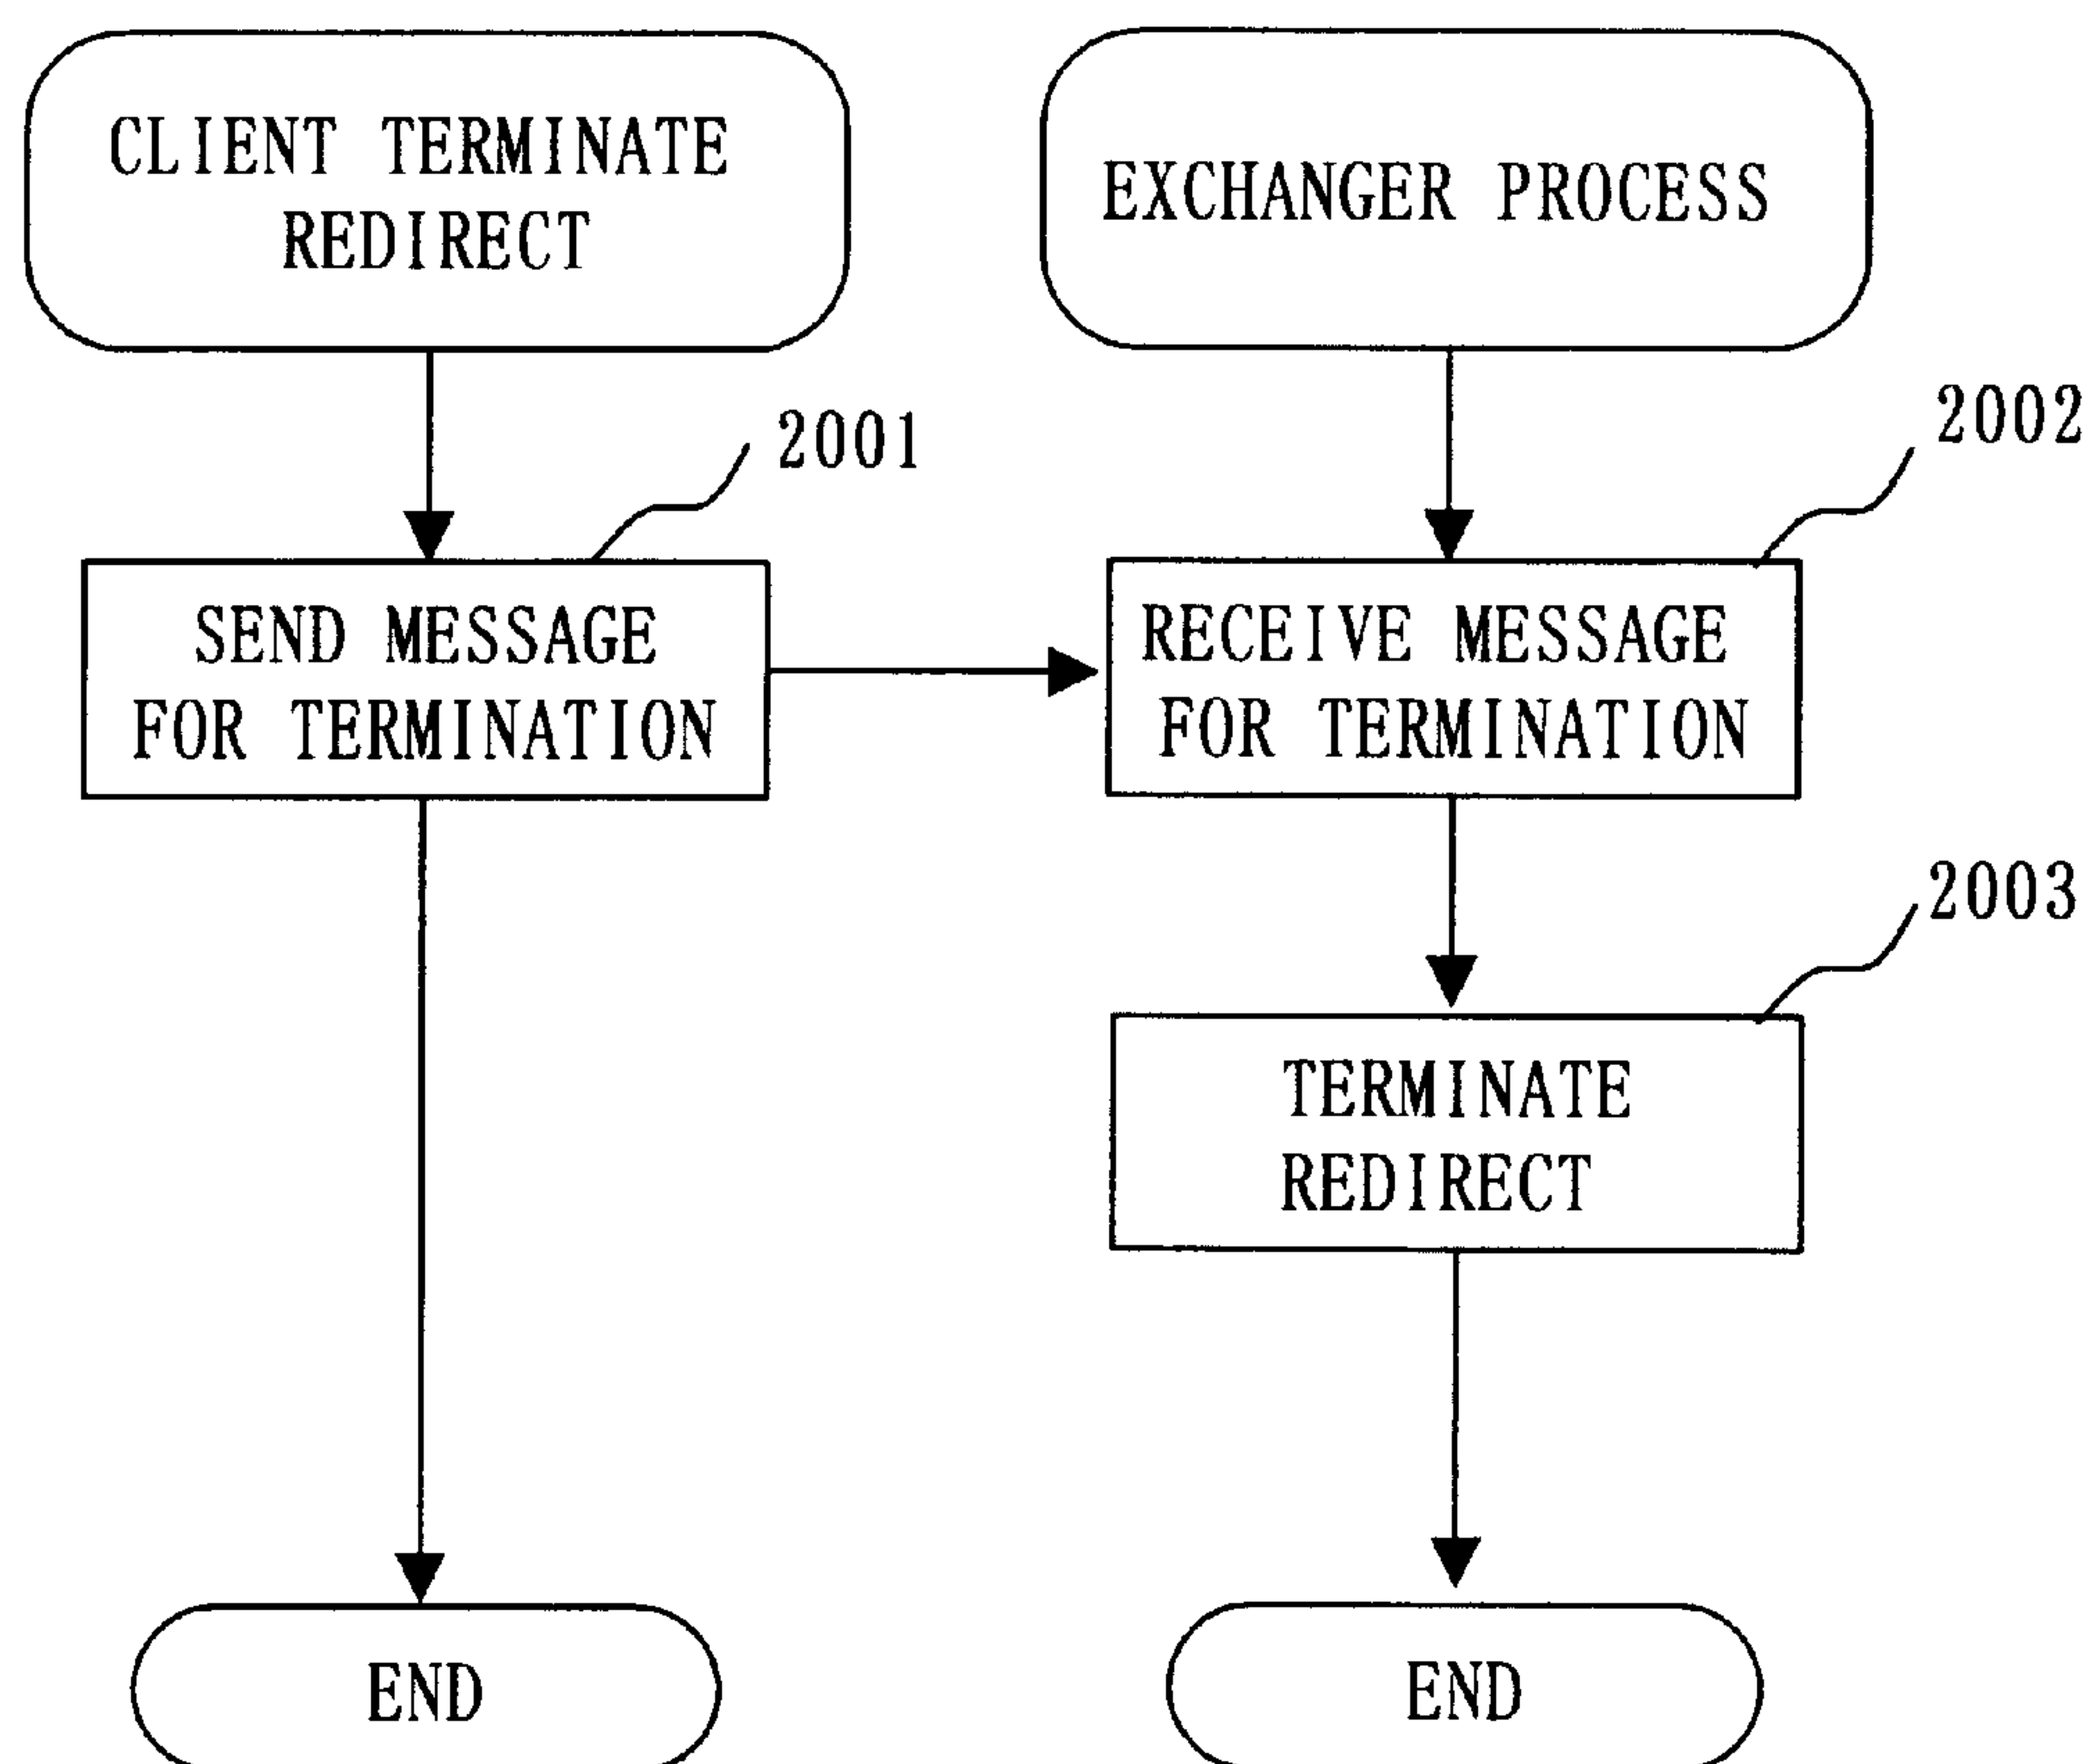 CLIENT TERMINATE
REDIRECT
EXCHANGER PROCESS
2001
2002
SEND MESSAGE
FOR TERMINATION
RECEIVE MESSAGE
FOR TERMINATION
2003
TERMINATE
REDIRECT
END
END